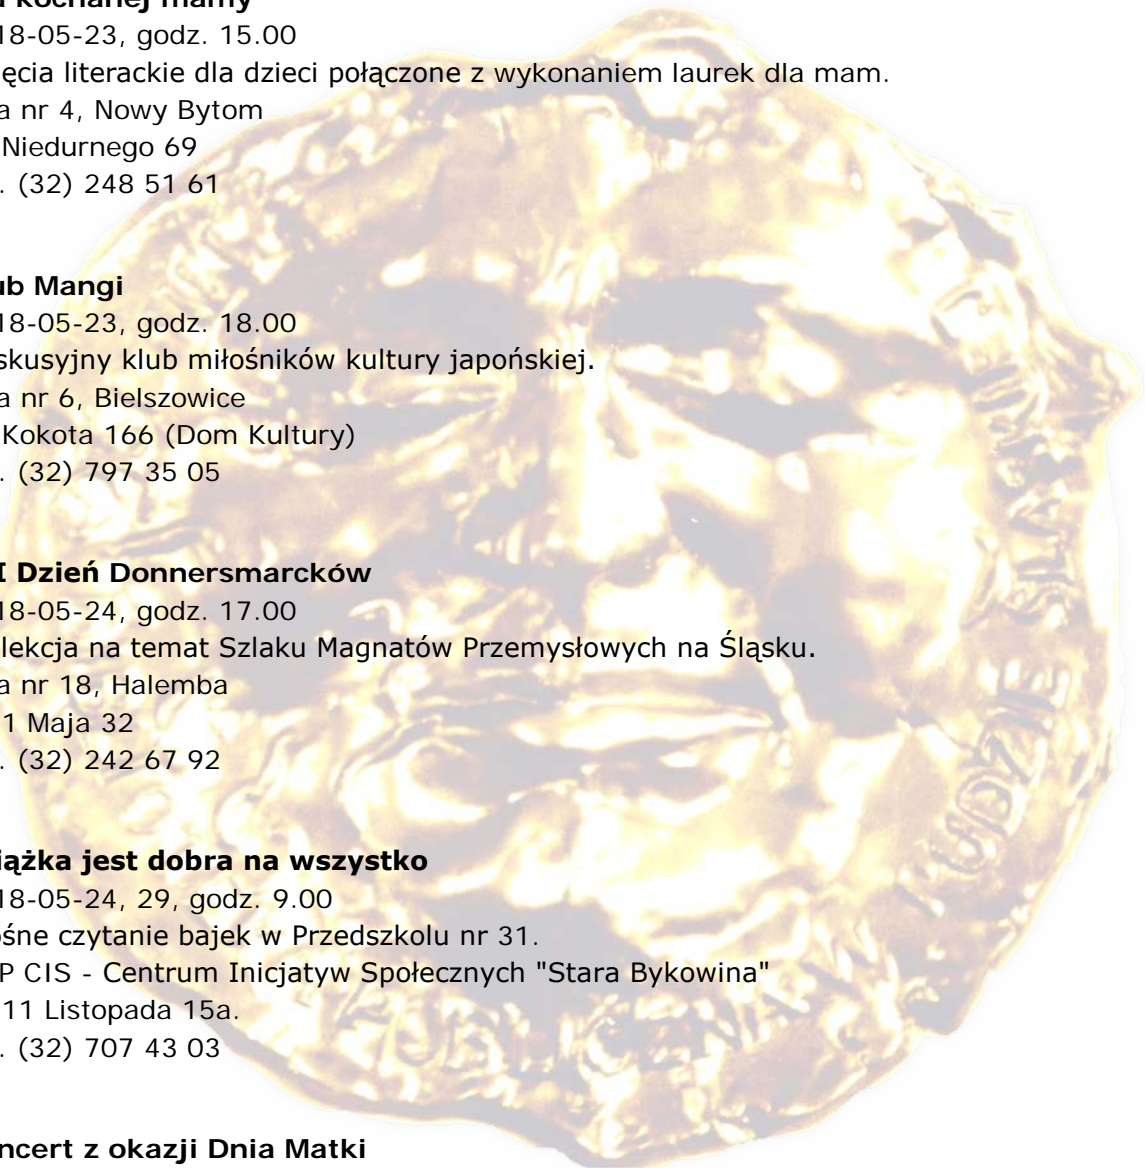 kochanej mamy
18-05-23, godz. 15.00
ęcia literackie dla dzieci połączone z wykonaniem laurek dla mam.
a nr 4, Nowy Bytom
Niedurnego 69
. (32) 248 51 61
ub Mangi
18-05-23, godz. 18.00
skusyjny klub miłośników kultury japońskiej.
a nr 6, Bielszowice
Kokota 166 (Dom Kultury)
. (32) 797 35 05
I Dzień Donnersmarcków
18-05-24, godz. 17.00
lekcja na temat Szlaku Magnatów Przemysłowych na Śląsku.
a nr 18, Halemba
1 Maja 32
. (32) 242 67 92
iążka jest dobra na wszystko
18-05-24, 29, godz. 9.00
ośne czytanie bajek w Przedszkolu nr 31.
P CIS - Centrum Inicjatyw Społecznych "Stara Bykowina"
11 Listopada 15a.
. (32) 707 43 03
ncert z okazji Dnia Matki
LUDZIE